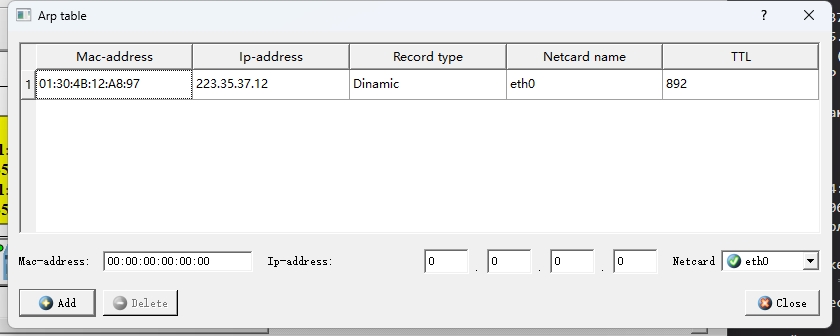 Arp table
Mac-address Ip-address Record type Netcard name TTL
1 01:30:4B:12:A8:97 223.35.37.12 Dinamic eth0 892
Mac-address: 00:00:00:00:00:00 Ip-address: 0 . 0 . 0 . 0 Netcard eth0
Add Delete Close